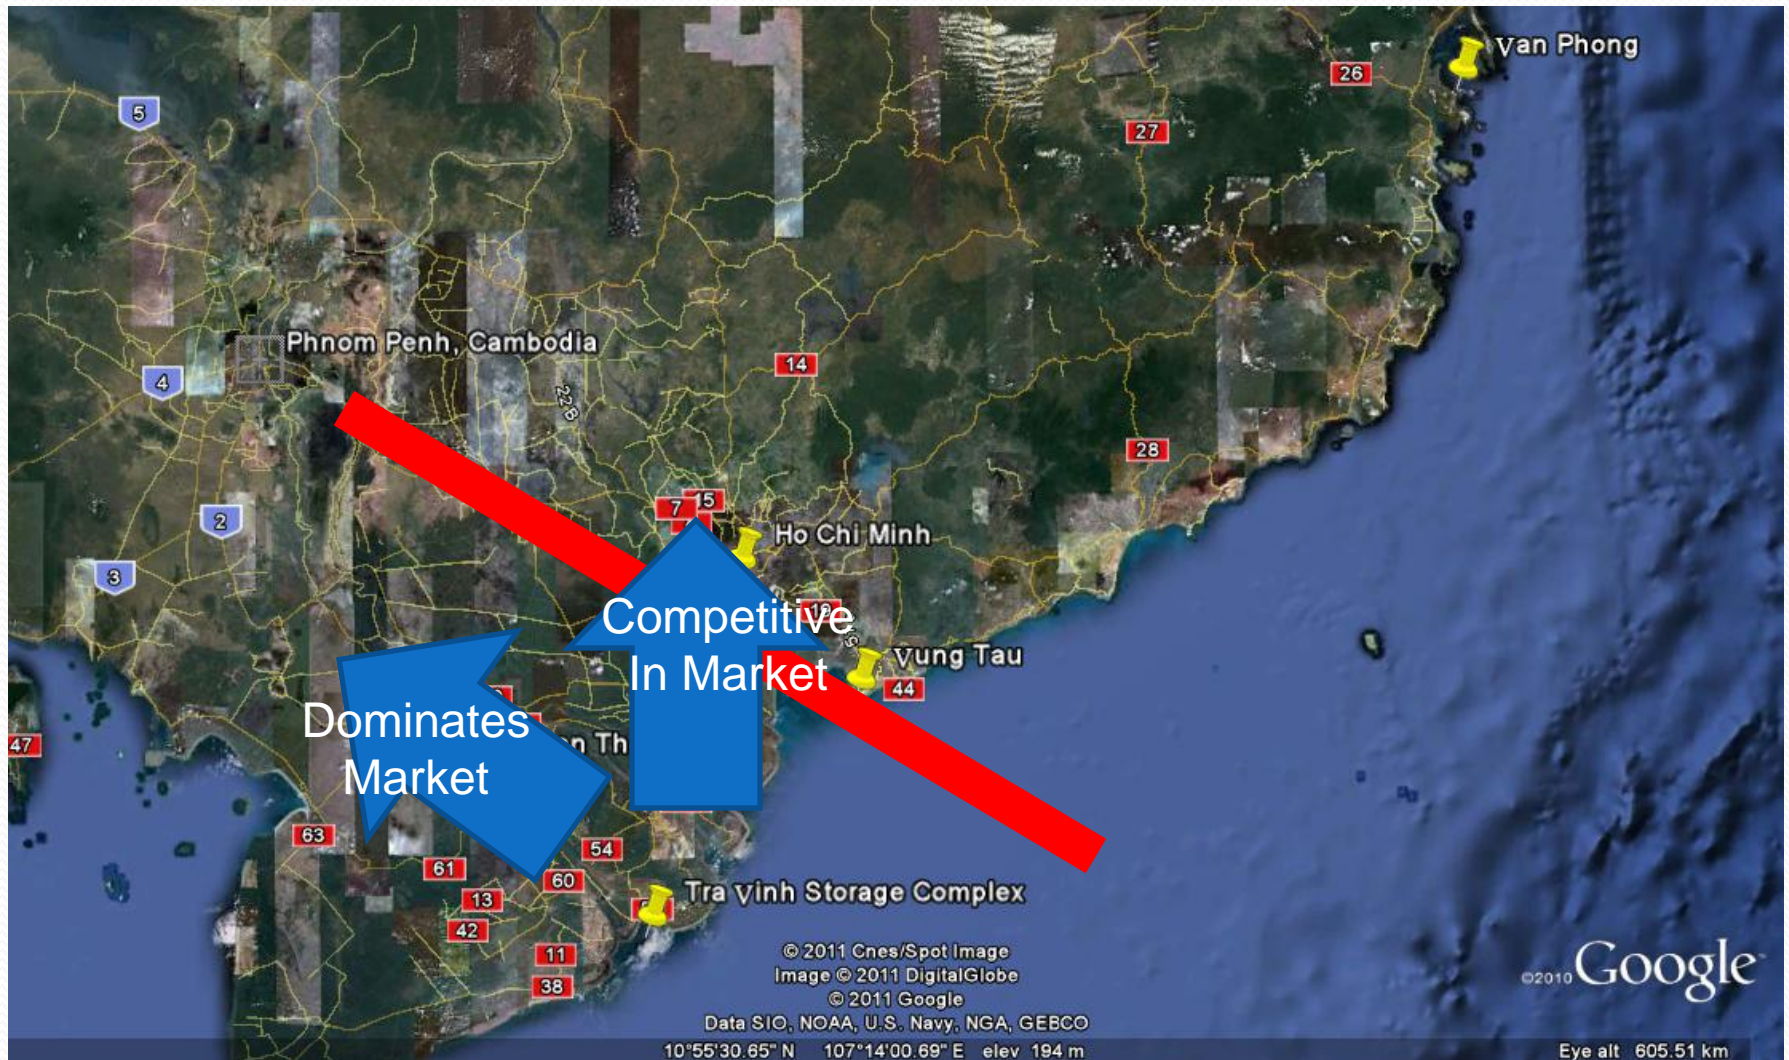 Van Phong
26
5
27
Phnom Penh, Cambodia
14
4
22B
28
15
7
2
Ho Chi Minh
3
19
51
Competitive
In Market
Vung Tau
44
Dominates
Market
47
63
54
61
60
13
Tra Vinh Storage Complex
42
11
38
© 2011 Cnes/Spot Image
Image © 2011 DigitalGlobe
© 2011 Google
Data SIO, NOAA, U.S. Navy, NGA, GEBCO
©2010 Google
10°55'30.65" N 107°14'00.69" E elev 194 m
Eye alt 605.51 km